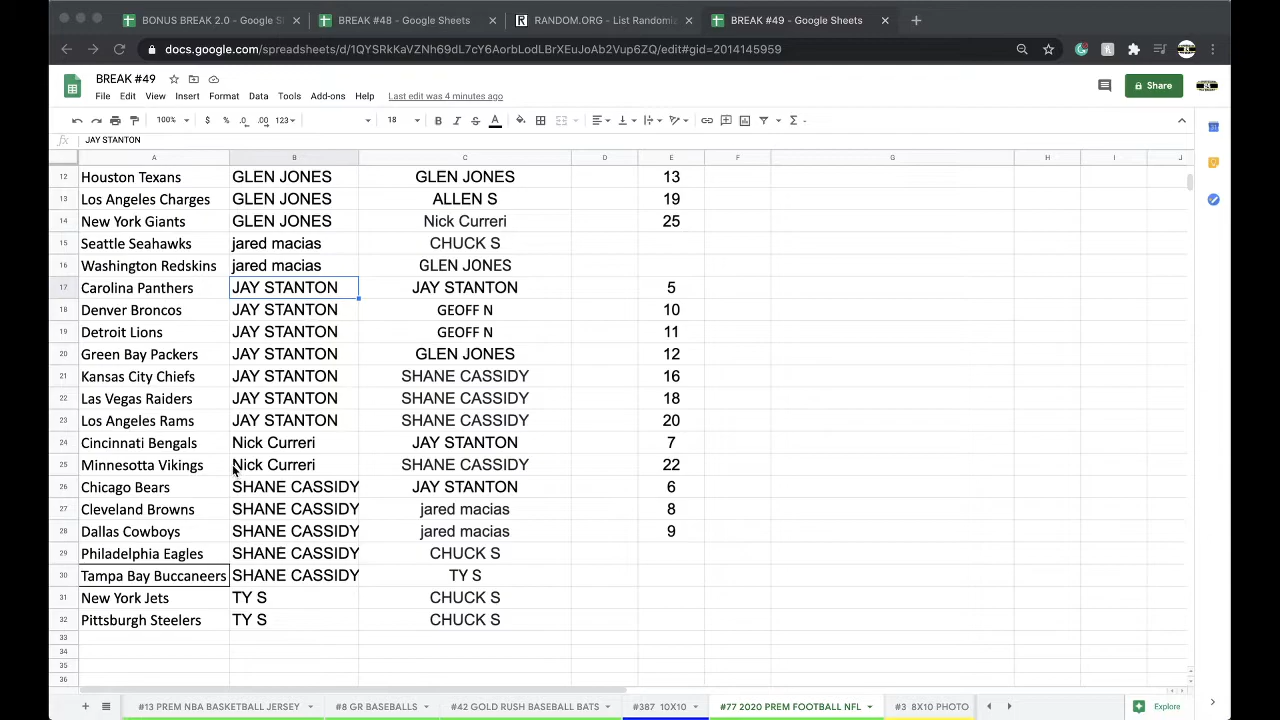 BONUS BREAK 2.0 - Google S
BREAK #48 - Google Sheets
RANDOM.ORG - List Randomiz
BREAK #49 - Google Sheets
docs.google.com/spreadsheets/d/1QYSRkKaVZNh69dL7cY6AorbLodLBrXEuJoAb2Vup6ZQ/edit#gid=2014145959
BREAK #49
File Edit View Insert Format Data Tools Add-ons Help Last edit was 4 minutes ago
Share
100% $ % .0 .00 123 18 B I S A
fx JAY STANTON
A B C D E F G H I J
12 Houston Texans GLEN JONES GLEN JONES 13
13 Los Angeles Charges GLEN JONES ALLEN S 19
14 New York Giants GLEN JONES Nick Curreri 25
15 Seattle Seahawks jared macias CHUCK S
16 Washington Redskins jared macias GLEN JONES
17 Carolina Panthers JAY STANTON JAY STANTON 5
18 Denver Broncos JAY STANTON GEOFF N 10
19 Detroit Lions JAY STANTON GEOFF N 11
20 Green Bay Packers JAY STANTON GLEN JONES 12
21 Kansas City Chiefs JAY STANTON SHANE CASSIDY 16
22 Las Vegas Raiders JAY STANTON SHANE CASSIDY 18
23 Los Angeles Rams JAY STANTON SHANE CASSIDY 20
24 Cincinnati Bengals Nick Curreri JAY STANTON 7
25 Minnesotta Vikings Nick Curreri SHANE CASSIDY 22
26 Chicago Bears SHANE CASSIDY JAY STANTON 6
27 Cleveland Browns SHANE CASSIDY jared macias 8
28 Dallas Cowboys SHANE CASSIDY jared macias 9
29 Philadelphia Eagles SHANE CASSIDY CHUCK S
30 Tampa Bay Buccaneers SHANE CASSIDY TY S
31 New York Jets TY S CHUCK S
32 Pittsburgh Steelers TY S CHUCK S
33
34
35
36
#13 PREM NBA BASKETBALL JERSEY #8 GR BASEBALLS #42 GOLD RUSH BASEBALL BATS #387 10X10 #77 2020 PREM FOOTBALL NFL #3 8X10 PHOTO Explore